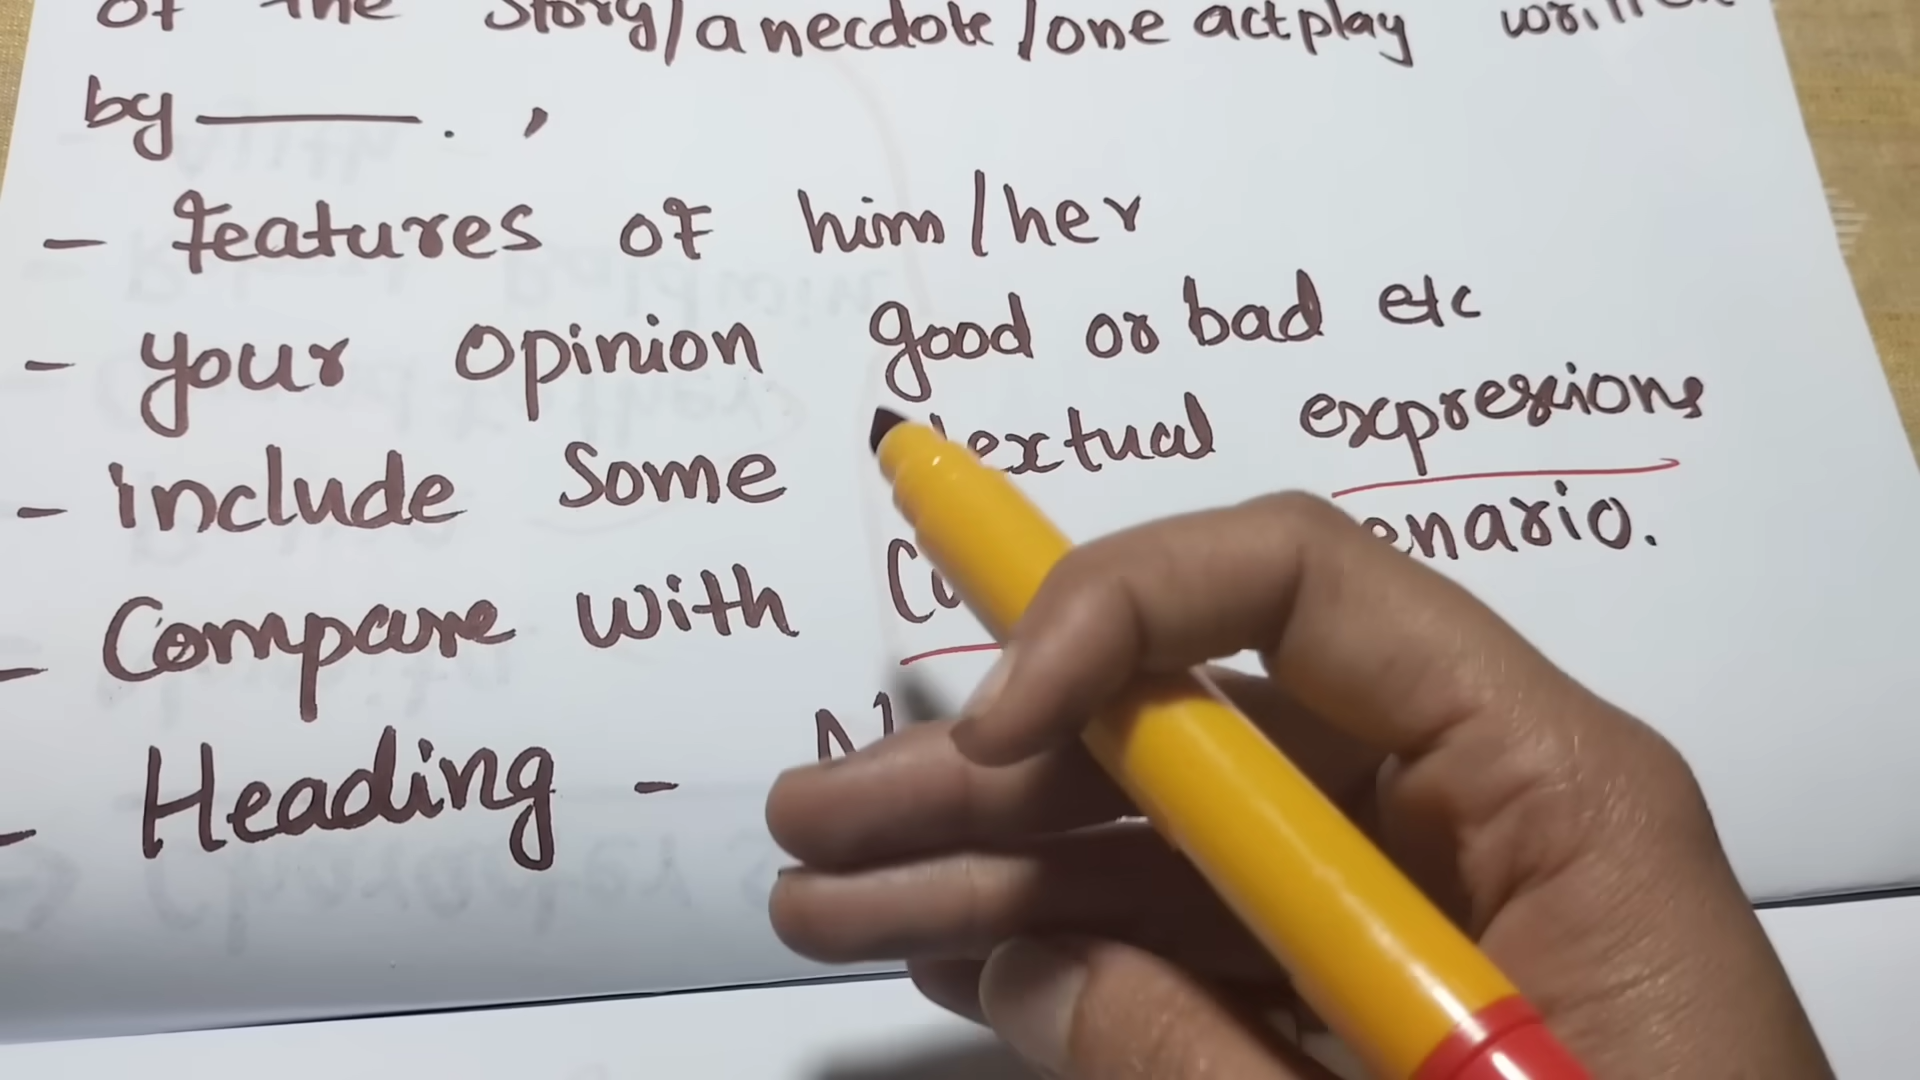 of the story/anecdote/one act play written
by ______ . ,
- features of him/her
- your opinion good or bad etc
- include some textual expressions
- Compare with
- Heading -